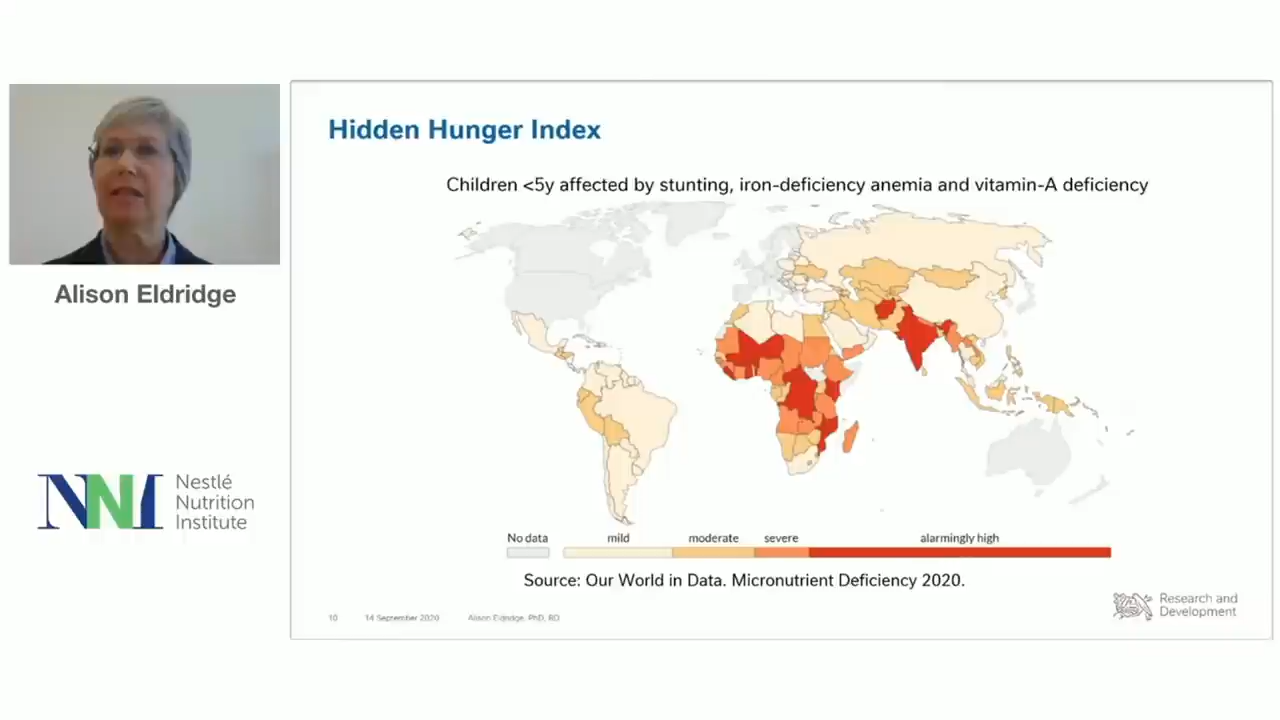 Hidden Hunger Index
Children <5y affected by stunting, iron-deficiency anemia and vitamin-A deficiency
Alison Eldridge
NNI
Nestlé
Nutrition
Institute
No data
mild
moderate
severe
alarmingly high
Source: Our World in Data. Micronutrient Deficiency 2020.
10
14 September 2020
Alison Eldridge, PhD, RD
Research and
Development